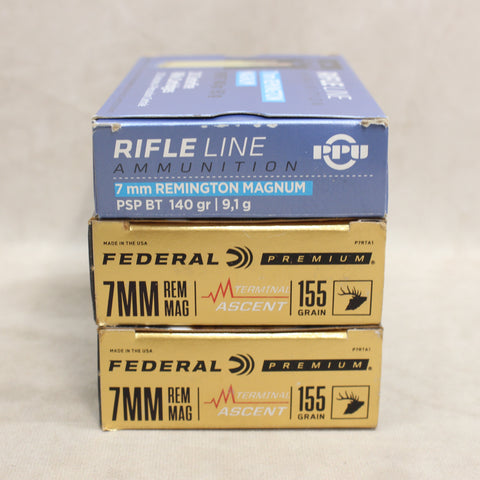 RIFLE LINE
AMMUNITION
PPU
7 mm REMINGTON MAGNUM
PSP BT 140 gr | 9,1 g
MADE IN THE USA
P7RTA1
FEDERAL PREMIUM
7MM REM MAG
TERMINAL ASCENT
155 GRAIN
MADE IN THE USA
P7RTA1
FEDERAL PREMIUM
7MM REM MAG
TERMINAL ASCENT
155 GRAIN